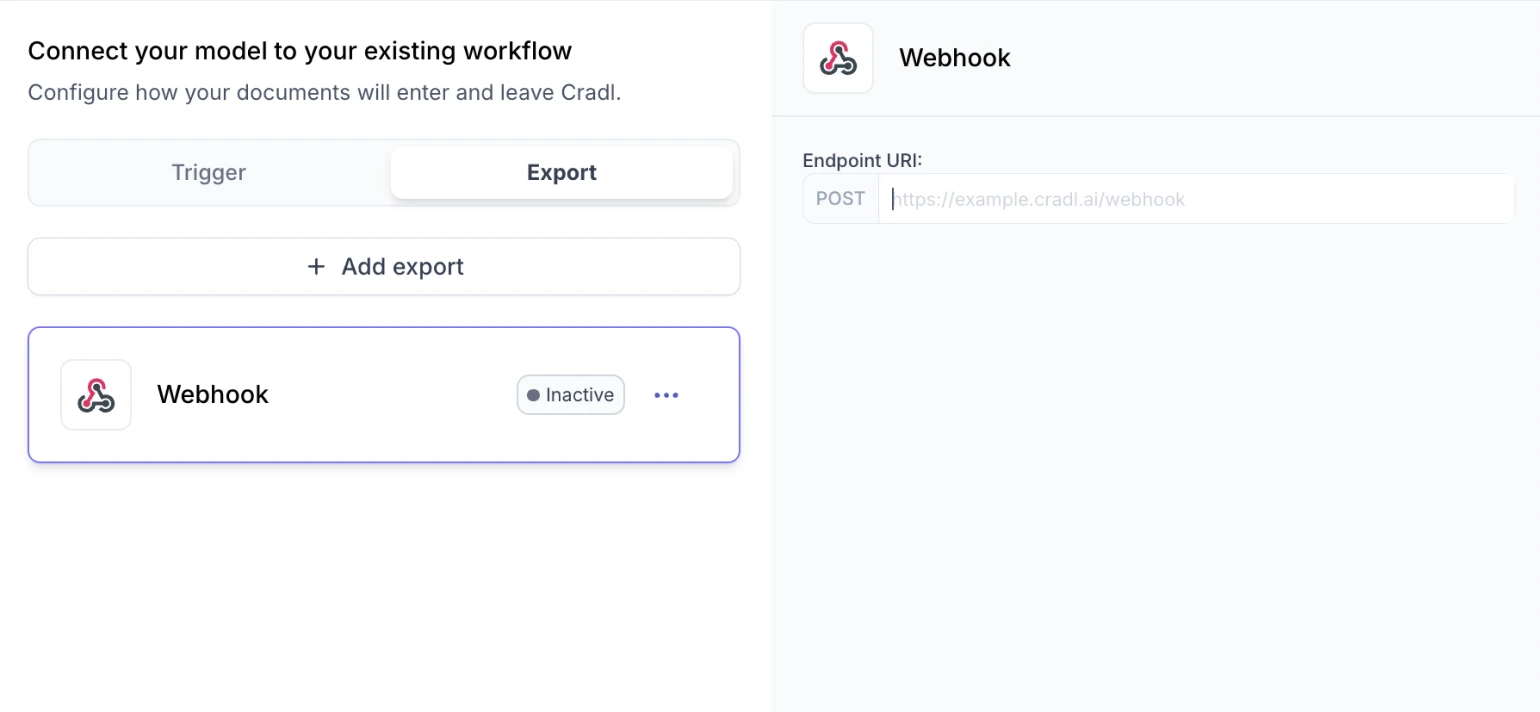 Connect your model to your existing workflow
Configure how your documents will enter and leave Cradl.
Trigger
Export
+ Add export
Webhook
Inactive
Webhook
Endpoint URI:
POST
https://example.cradl.ai/webhook